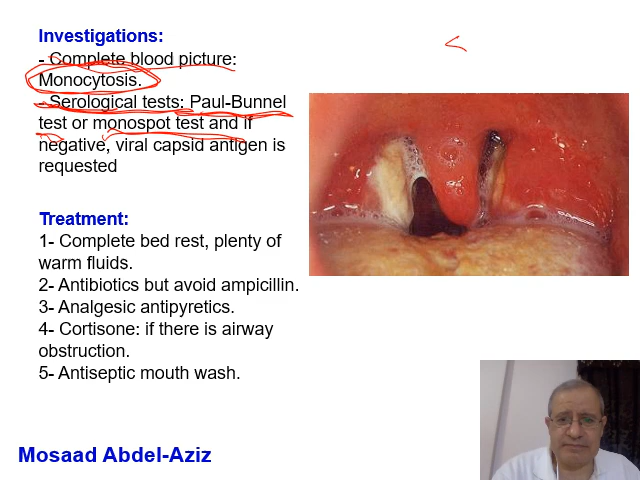 Investigations:
- Complete blood picture:
Monocytosis.
- Serological tests: Paul-Bunnel
test or monospot test and if
negative, viral capsid antigen is
requested
Treatment:
1- Complete bed rest, plenty of
warm fluids.
2- Antibiotics but avoid ampicillin.
3- Analgesic antipyretics.
4- Cortisone: if there is airway
obstruction.
5- Antiseptic mouth wash.
Mosaad Abdel-Aziz